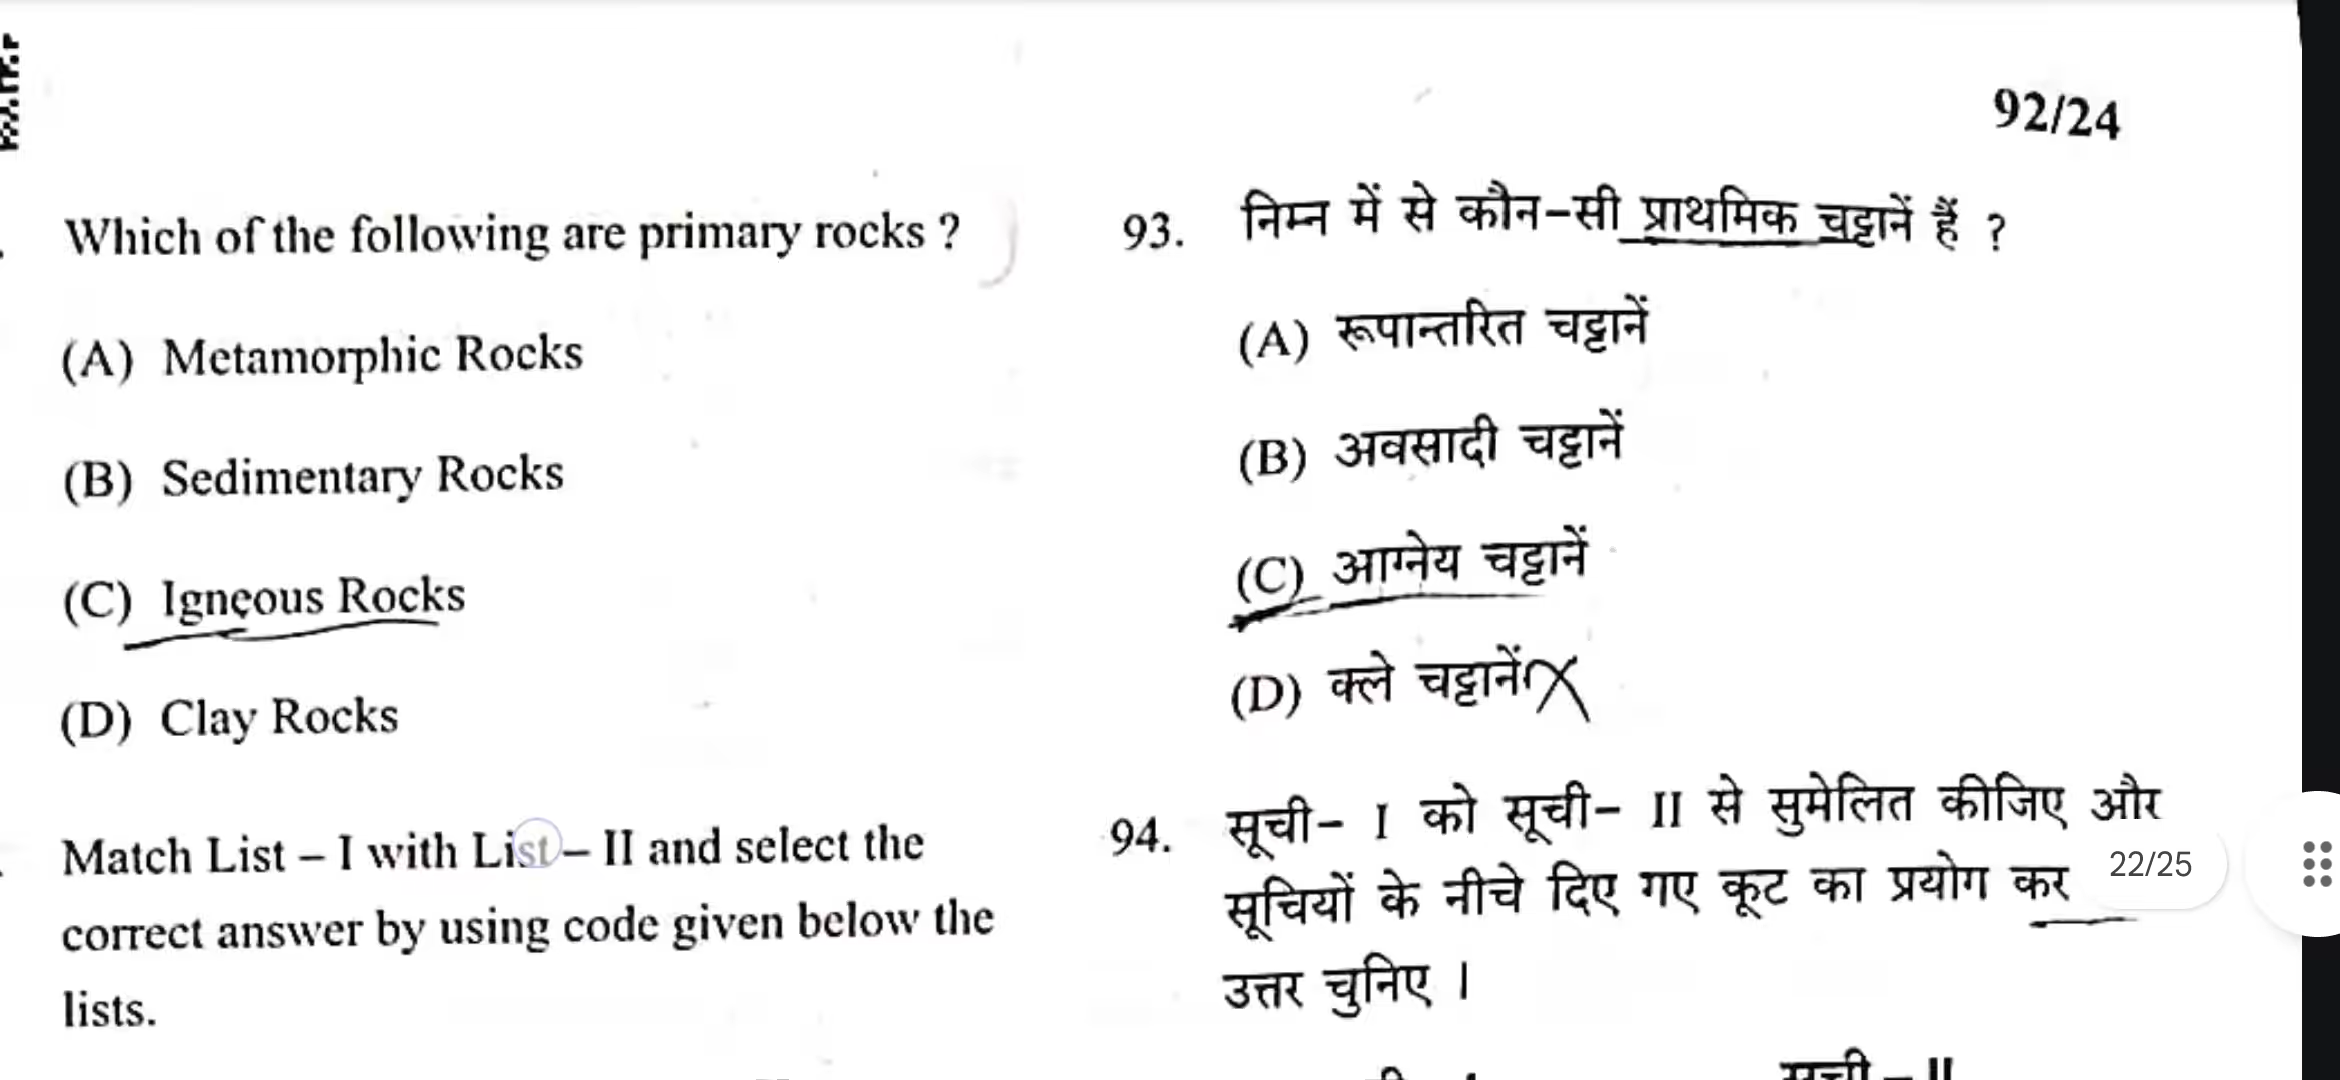 92/24
Which of the following are primary rocks ?
(A) Metamorphic Rocks
(B) Sedimentary Rocks
(C) Igneous Rocks
(D) Clay Rocks
Match List – I with List – II and select the
correct answer by using code given below the
lists.
93. निम्न में से कौन-सी प्राथमिक चट्टानें हैं ?
(A) रूपान्तरित चट्टानें
(B) अवसादी चट्टानें
(C) आग्नेय चट्टानें
(D) क्ले चट्टानें
94. सूची- I को सूची- II से सुमेलित कीजिए और
सूचियों के नीचे दिए गए कूट का प्रयोग कर
उत्तर चुनिए ।
सूची – II
22/25